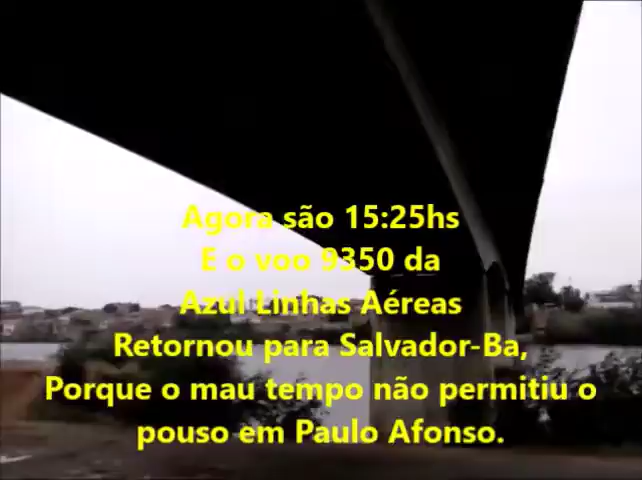 Agora são 15:25hs
E o voo 9350 da
Azul Linhas Aéreas
Retornou para Salvador-Ba,
Porque o mau tempo não permitiu o
pouso em Paulo Afonso.